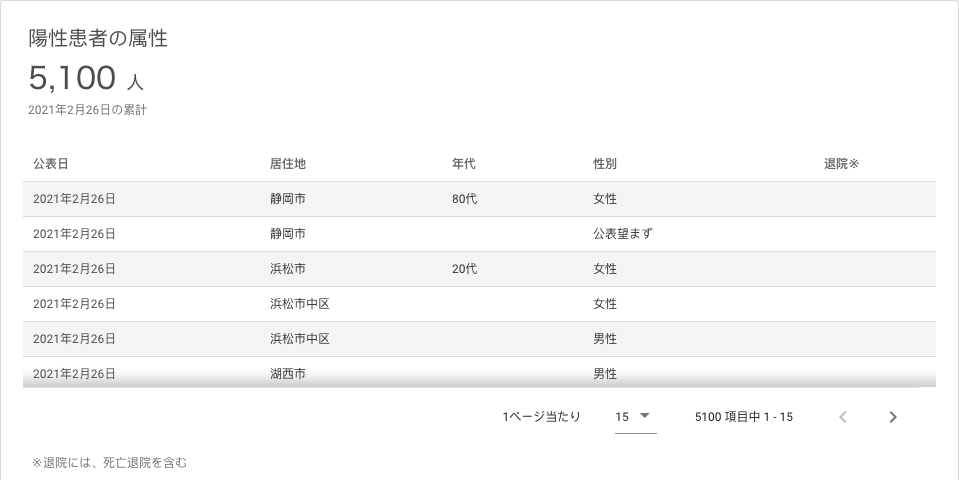 陽性患者の属性
5,100 人
2021年2月26日の累計
公表日 居住地 年代 性別 退院※
2021年2月26日 静岡市 80代 女性
2021年2月26日 静岡市 公表望まず
2021年2月26日 浜松市 20代 女性
2021年2月26日 浜松市中区 女性
2021年2月26日 浜松市中区 男性
2021年2月26日 湖西市 男性
1ページ当たり 15 5100 項目中 1 - 15
※退院には、死亡退院を含む